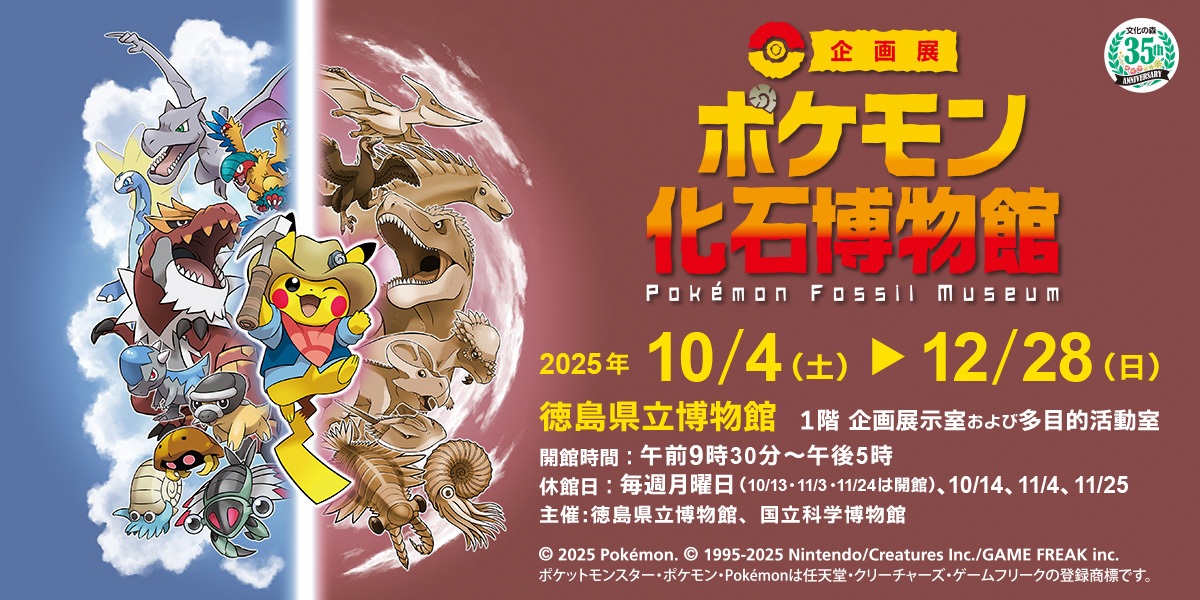 企画展
文化の森
35th
ANNIVERSARY
ポケモン
化石博物館
Pokémon Fossil Museum
2025年 10/4（土）▶12/28（日）
徳島県立博物館 1階 企画展示室および多目的活動室
開館時間：午前9時30分～午後5時
休館日：毎週月曜日（10/13・11/3・11/24は開館）、10/14、11/4、11/25
主催：徳島県立博物館、国立科学博物館
© 2025 Pokémon. © 1995-2025 Nintendo/Creatures Inc./GAME FREAK inc.
ポケットモンスター・ポケモン・Pokémonは任天堂・クリーチャーズ・ゲームフリークの登録商標です。